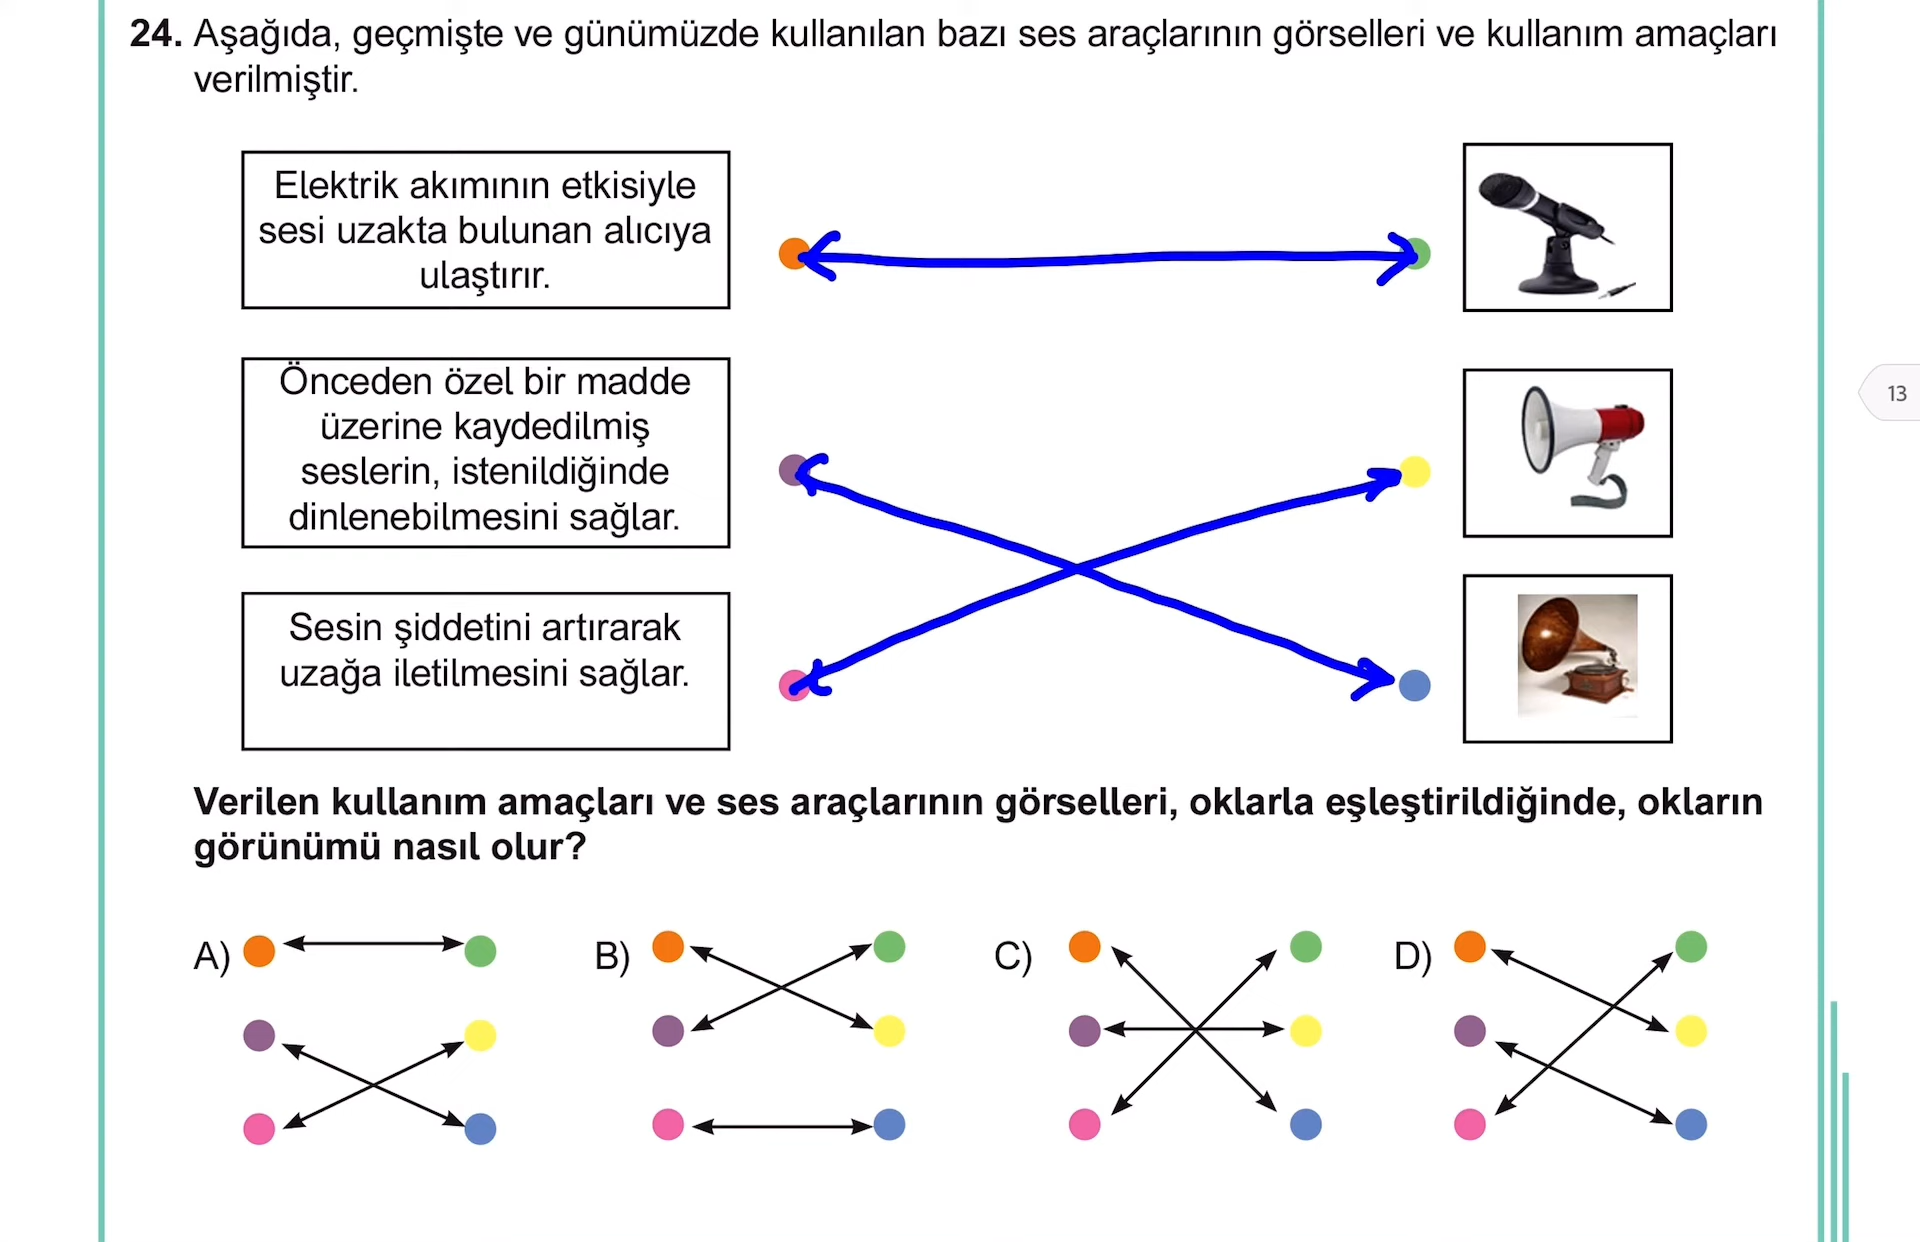 24. Aşağıda, geçmişte ve günümüzde kullanılan bazı ses araçlarının görselleri ve kullanım amaçları
verilmiştir.
Elektrik akımının etkisiyle
sesi uzakta bulunan alıcıya
ulaştırır.
Önceden özel bir madde
üzerine kaydedilmiş
seslerin, istenildiğinde
dinlenebilmesini sağlar.
13
Sesin şiddetini artırarak
uzağa iletilmesini sağlar.
Verilen kullanım amaçları ve ses araçlarının görselleri, oklarla eşleştirildiğinde, okların
görünümü nasıl olur?
A) B) C) D)